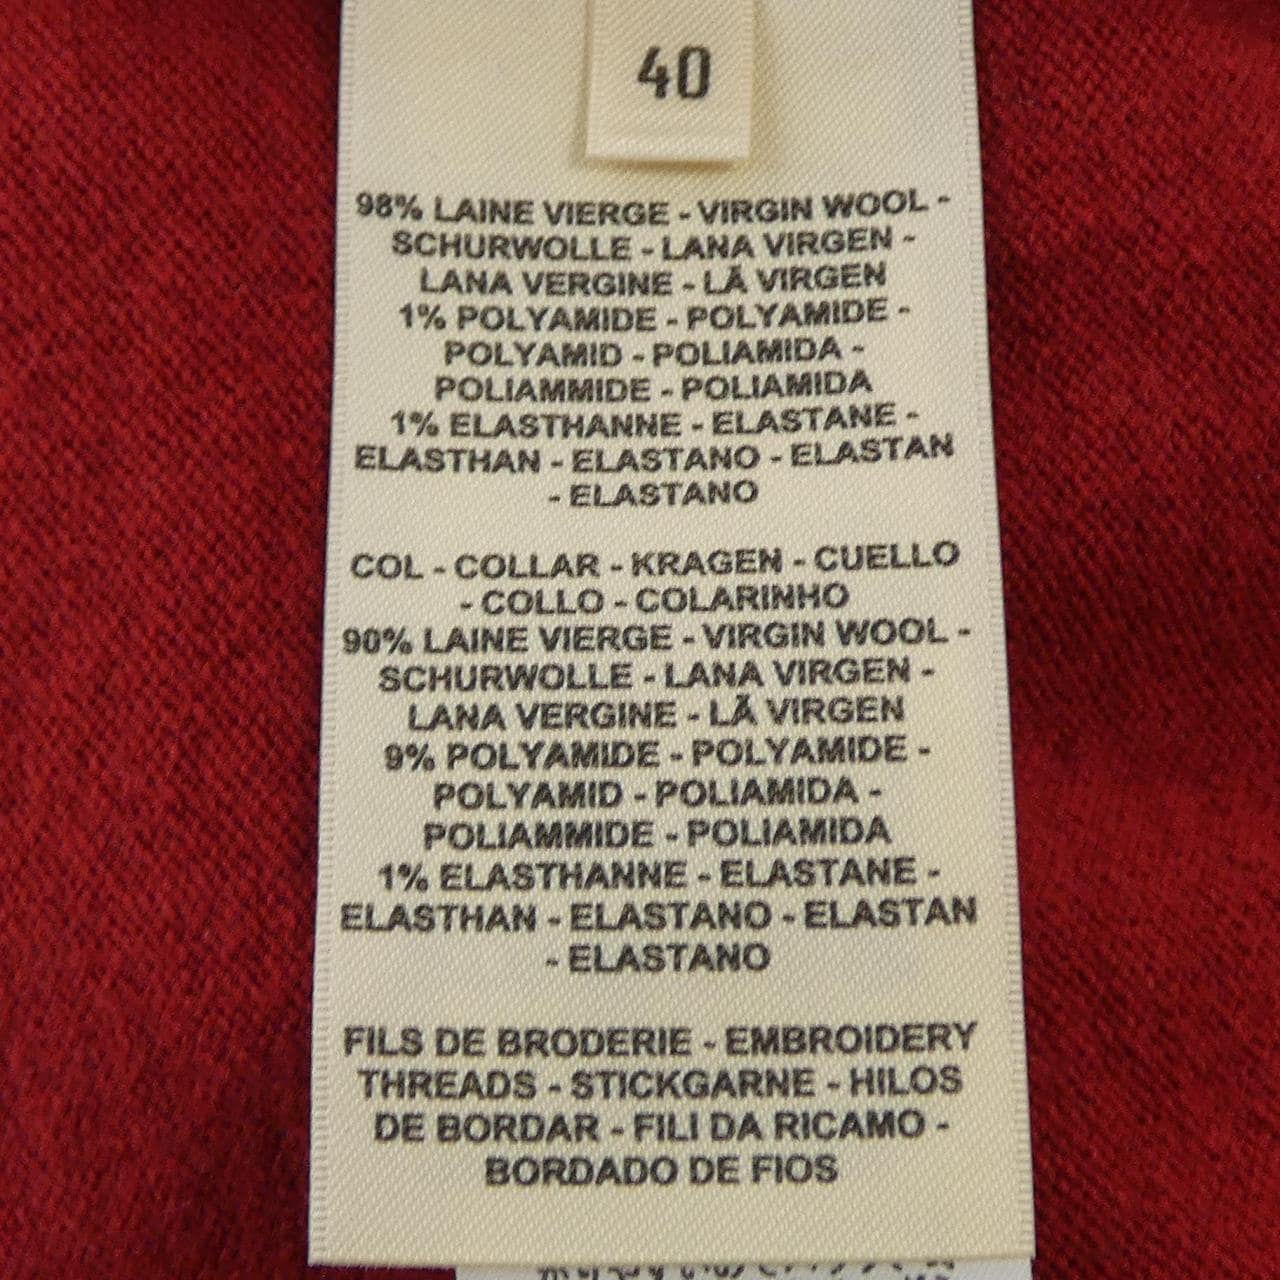 40
98% LAINE VIERGE - VIRGIN WOOL -
SCHURWOLLE - LANA VIRGEN -
LANA VERGINE - LÃ VIRGEN
1% POLYAMIDE - POLYAMIDE -
POLYAMID - POLIAMIDA -
POLIAMMIDE - POLIAMIDA
1% ELASTHANNE - ELASTANE -
ELASTHAN - ELASTANO - ELASTAN
- ELASTANO
COL - COLLAR - KRAGEN - CUELLO
- COLLO - COLARINHO
90% LAINE VIERGE - VIRGIN WOOL -
SCHURWOLLE - LANA VIRGEN -
LANA VERGINE - LÃ VIRGEN
9% POLYAMIDE - POLYAMIDE -
POLYAMID - POLIAMIDA -
POLIAMMIDE - POLIAMIDA
1% ELASTHANNE - ELASTANE -
ELASTHAN - ELASTANO - ELASTAN
- ELASTANO
FILS DE BRODERIE - EMBROIDERY
THREADS - STICKGARNE - HILOS
DE BORDAR - FILI DA RICAMO -
BORDADO DE FIOS